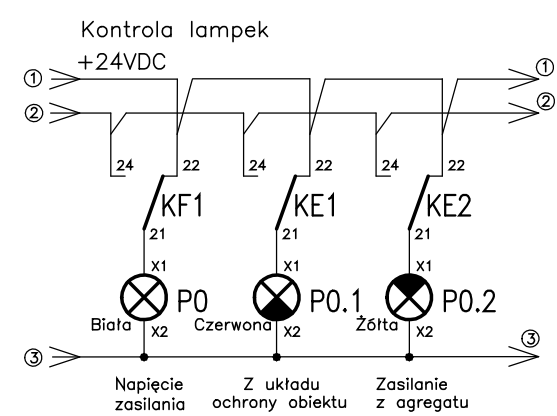 Kontrola lampek
+24VDC
1 1
2 2
24 22 24 22 24 22
KF1 KE1 KE2
21 21 21
X1 X1 X1
P0 P0.1 P0.2
Biała Czerwona Żółta
X2 X2 X2
3 3
Napięcie Z układu Zasilanie
zasilania ochrony obiektu z agregatu